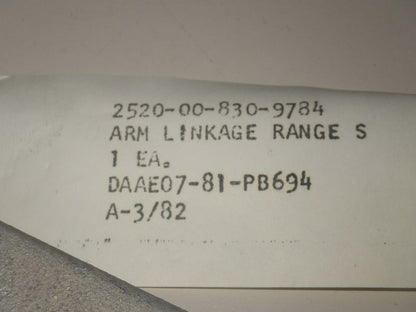 2520-00-830-9784
ARM LINKAGE RANGE S
1 EA.
DAAE07-81-PB694
A-3/82